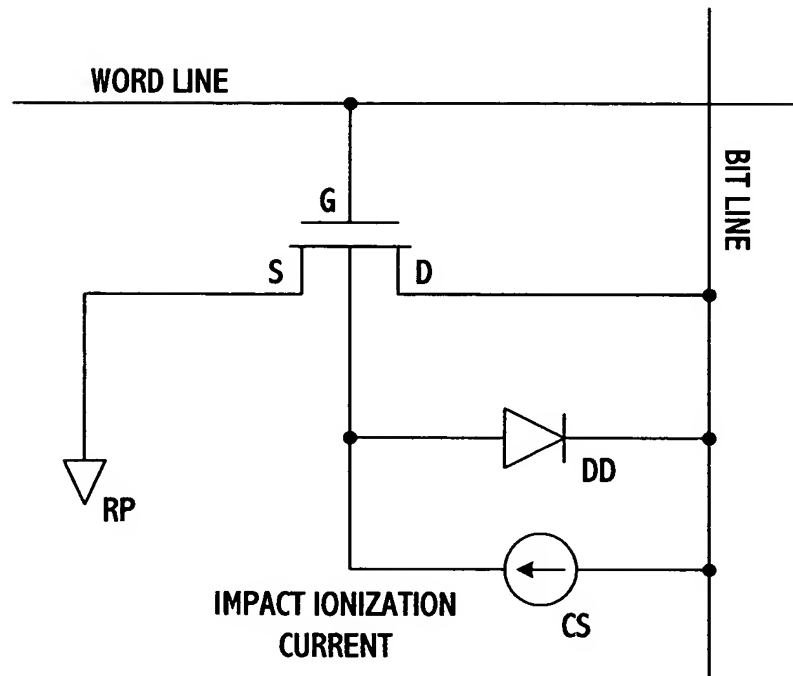 WORD LINE
BIT LINE
G
S
D
DD
RP
IMPACT IONIZATION
CURRENT
CS